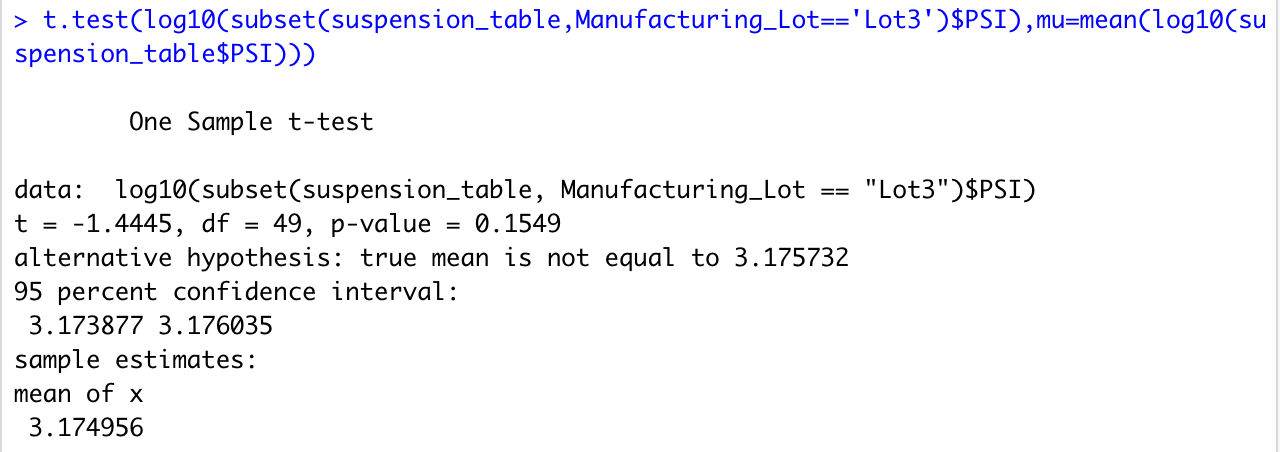 > t.test(log10(subset(suspension_table,Manufacturing_Lot=='Lot3')$PSI),mu=mean(log10(su
spension_table$PSI)))
One Sample t-test
data:  log10(subset(suspension_table, Manufacturing_Lot == "Lot3")$PSI)
t = -1.4445, df = 49, p-value = 0.1549
alternative hypothesis: true mean is not equal to 3.175732
95 percent confidence interval:
 3.173877 3.176035
sample estimates:
mean of x
 3.174956